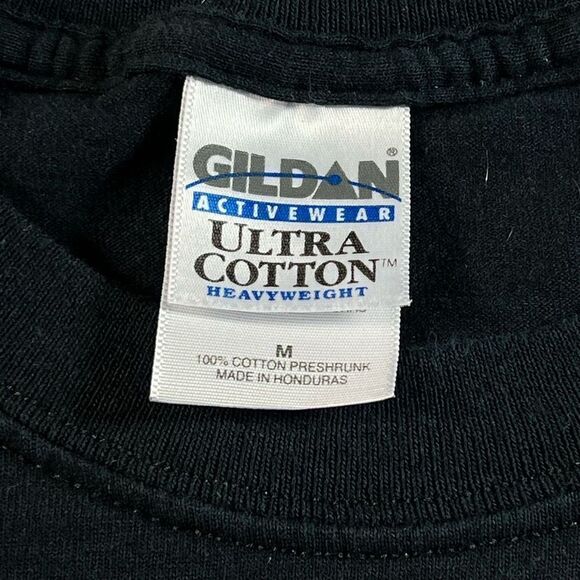 GILDAN®
ACTIVEWEAR
ULTRA
COTTON™
HEAVYWEIGHT
M
100% COTTON PRESHRUNK
MADE IN HONDURAS